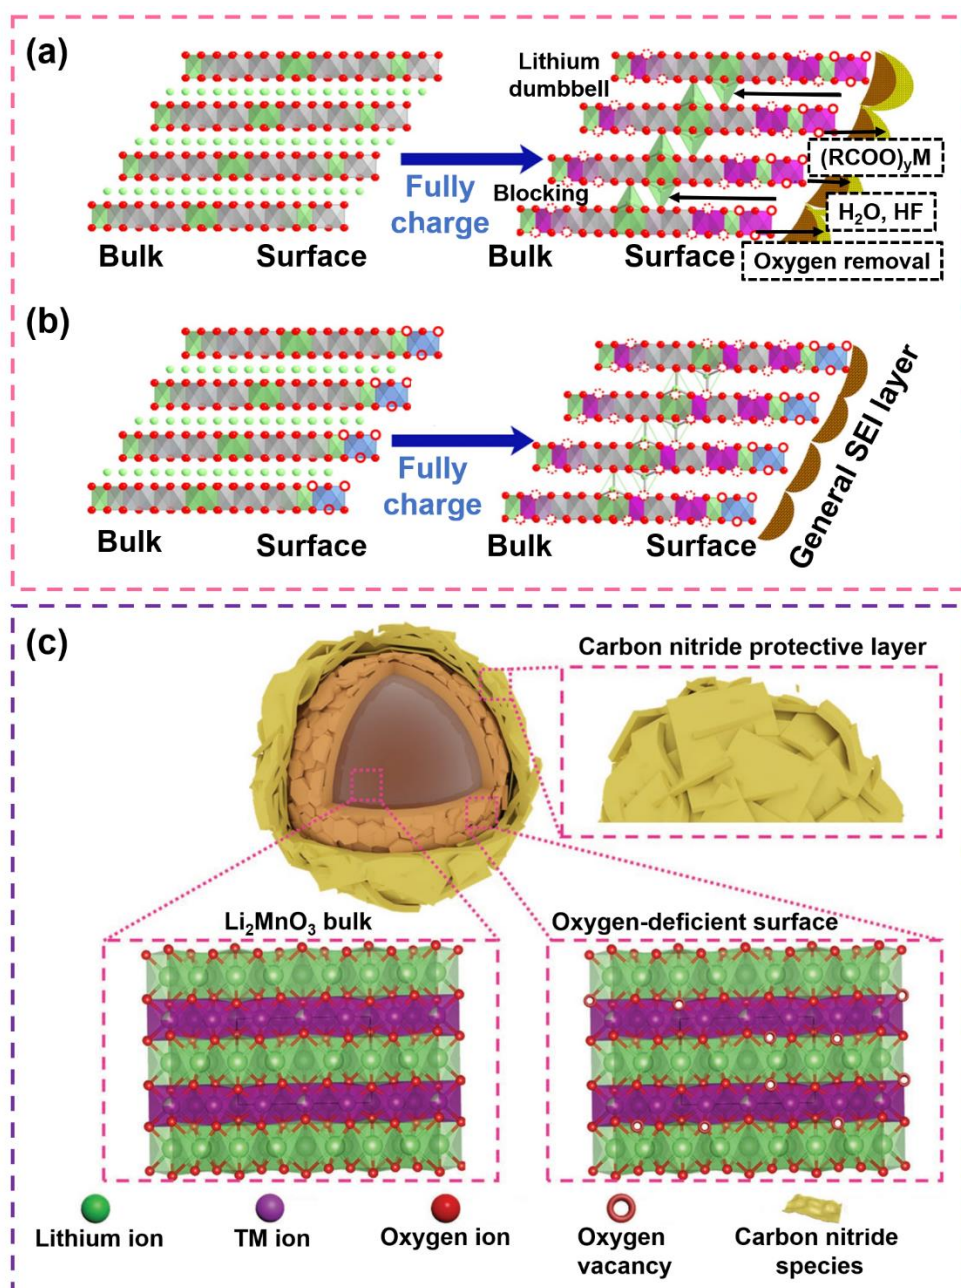 (a)
Lithium
dumbbell
Fully
charge
Blocking
(RCOO)yM
H2O, HF
Oxygen removal
Bulk
Surface
Bulk
Surface
(b)
Fully
charge
General SEI layer
Bulk
Surface
Bulk
Surface
(c)
Carbon nitride protective layer
Li2MnO3 bulk
Oxygen-deficient surface
Lithium ion
TM ion
Oxygen ion
Oxygen
vacancy
Carbon nitride
species